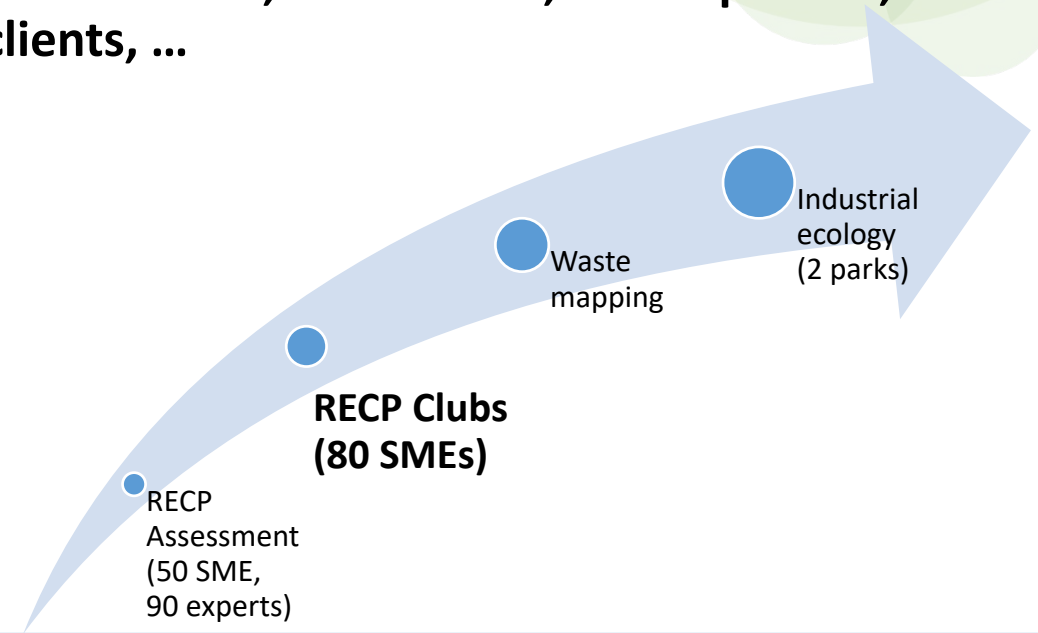 clients, …
Industrial
ecology
(2 parks)
Waste
mapping
RECP Clubs
(80 SMEs)
RECP
Assessment
(50 SME,
90 experts)